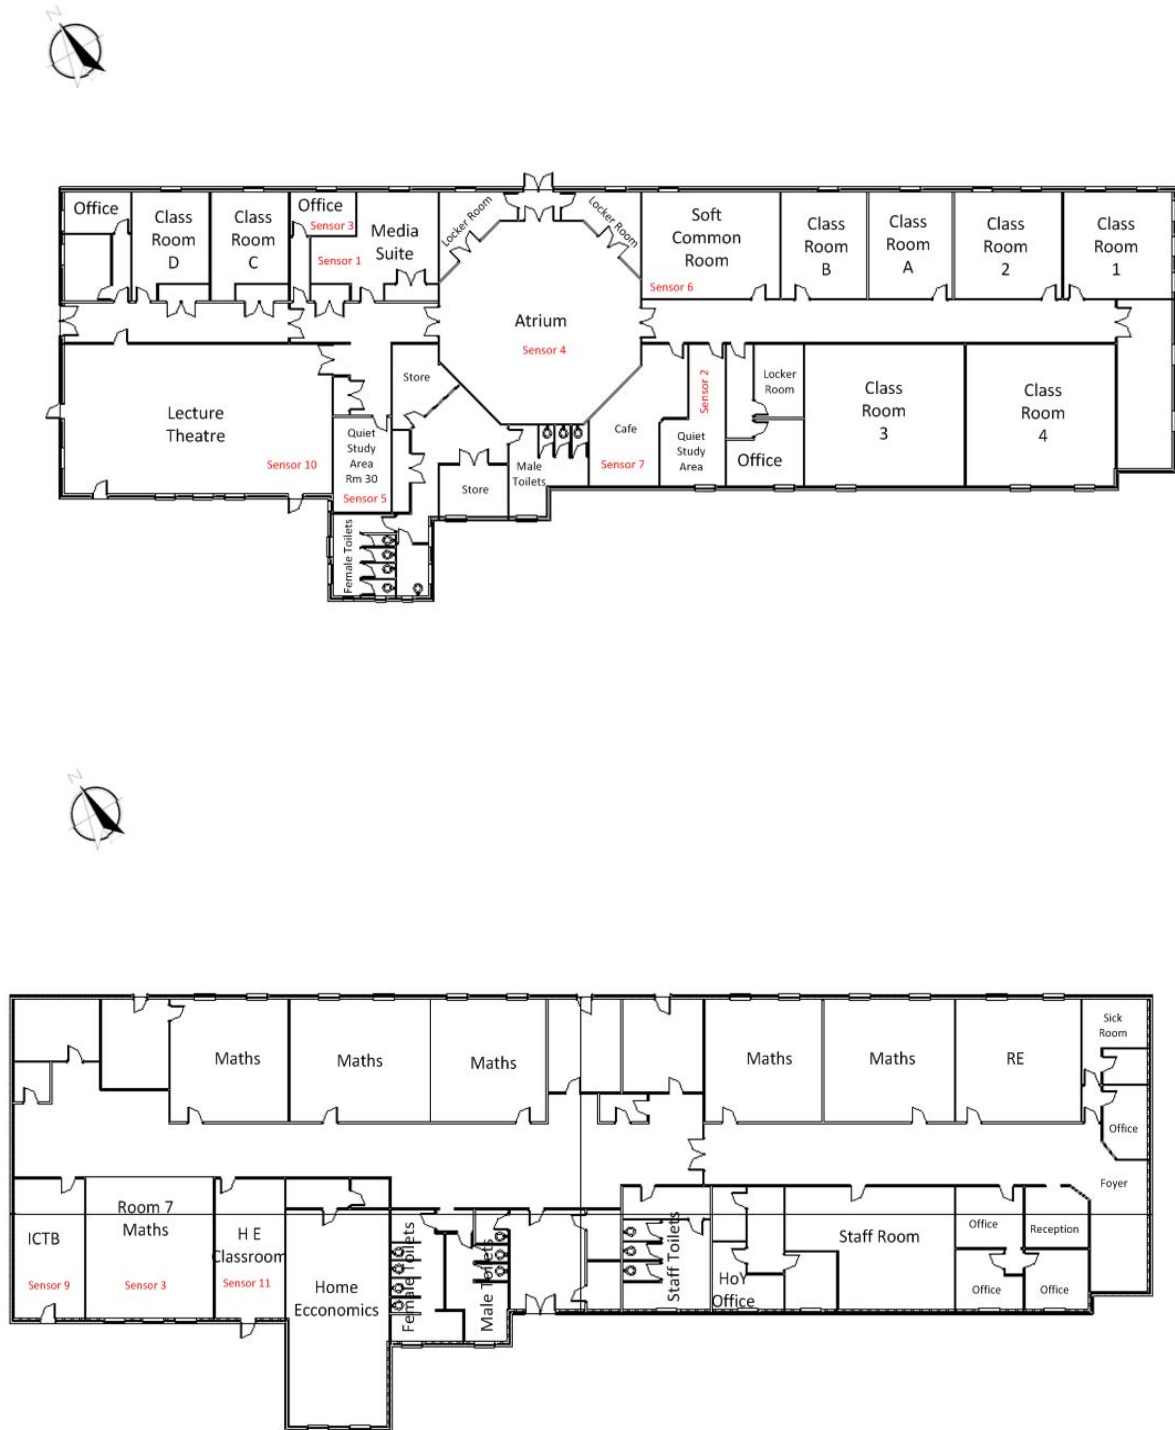 N
Office
Class
Room
D
Class
Room
C
Office
Sensor 3
Sensor 1
Media
Suite
Locker Room
Locker Room
Soft
Common
Room
Sensor 6
Class
Room
B
Class
Room
A
Class
Room
2
Class
Room
1
Atrium
Sensor 4
Lecture
Theatre
Sensor 10
Store
Quiet
Study
Area
Rm 30
Sensor 5
Store
Male
Toilets
Female Toilets
Cafe
Sensor 7
Sensor 2
Quiet
Study
Area
Locker
Room
Office
Class
Room
3
Class
Room
4
N
Maths
Maths
Maths
Maths
Maths
RE
Sick
Room
Office
Foyer
ICTB
Sensor 9
Room 7
Maths
Sensor 3
H E
Classroom
Sensor 11
Home
Ecconomics
Female Toilets
Male Toilets
Staff Toilets
HoY
Office
Staff Room
Office
Reception
Office
Office